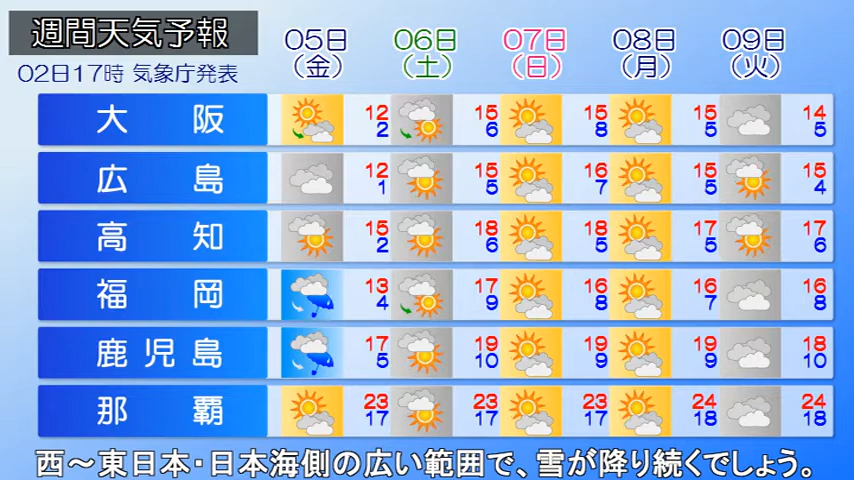 週間天気予報
02日17時 気象庁発表
05日 06日 07日 08日 09日
(金) (土) (日) (月) (火)
大阪 12 2 15 6 15 8 15 5 14 5
広島 12 1 15 5 16 7 15 5 15 4
高知 15 2 18 6 18 5 17 5 17 6
福岡 13 4 17 9 16 8 16 7 16 8
鹿児島 17 5 19 10 19 9 19 9 18 10
那覇 23 17 23 17 23 17 24 18 24 18
西～東日本・日本海側の広い範囲で、雪が降り続くでしょう。